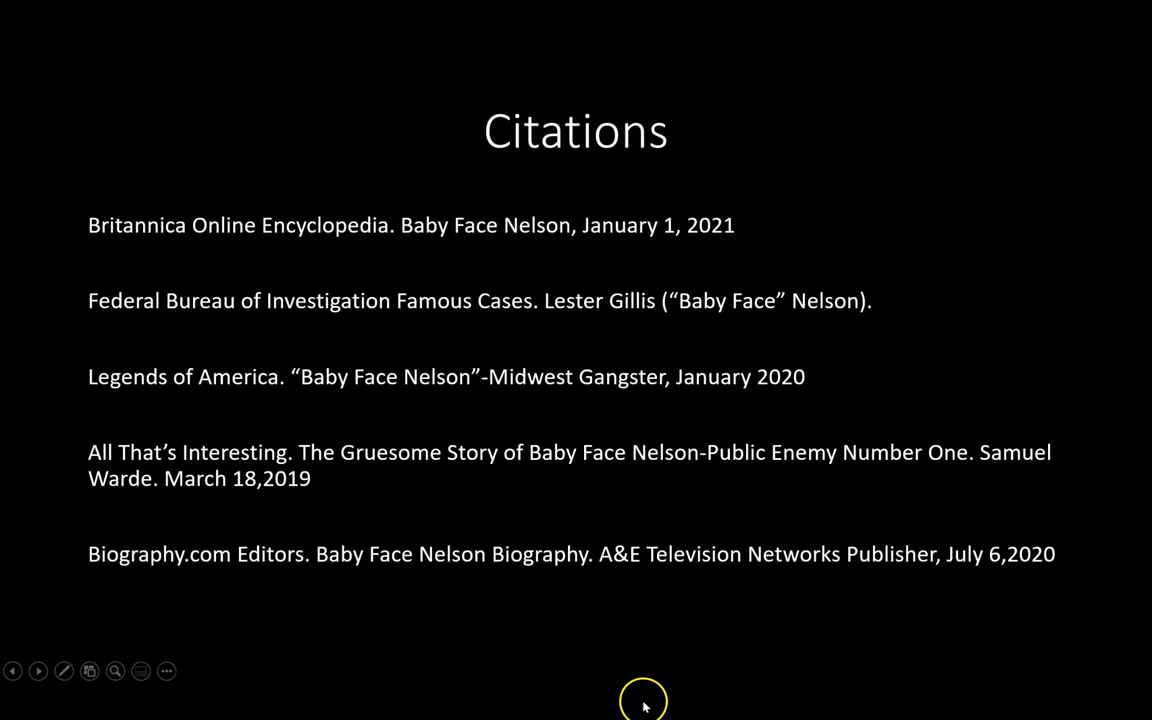 Citations
Britannica Online Encyclopedia. Baby Face Nelson, January 1, 2021
Federal Bureau of Investigation Famous Cases. Lester Gillis (“Baby Face” Nelson).
Legends of America. “Baby Face Nelson”-Midwest Gangster, January 2020
All That’s Interesting. The Gruesome Story of Baby Face Nelson-Public Enemy Number One. Samuel
Warde. March 18,2019
Biography.com Editors. Baby Face Nelson Biography. A&E Television Networks Publisher, July 6,2020